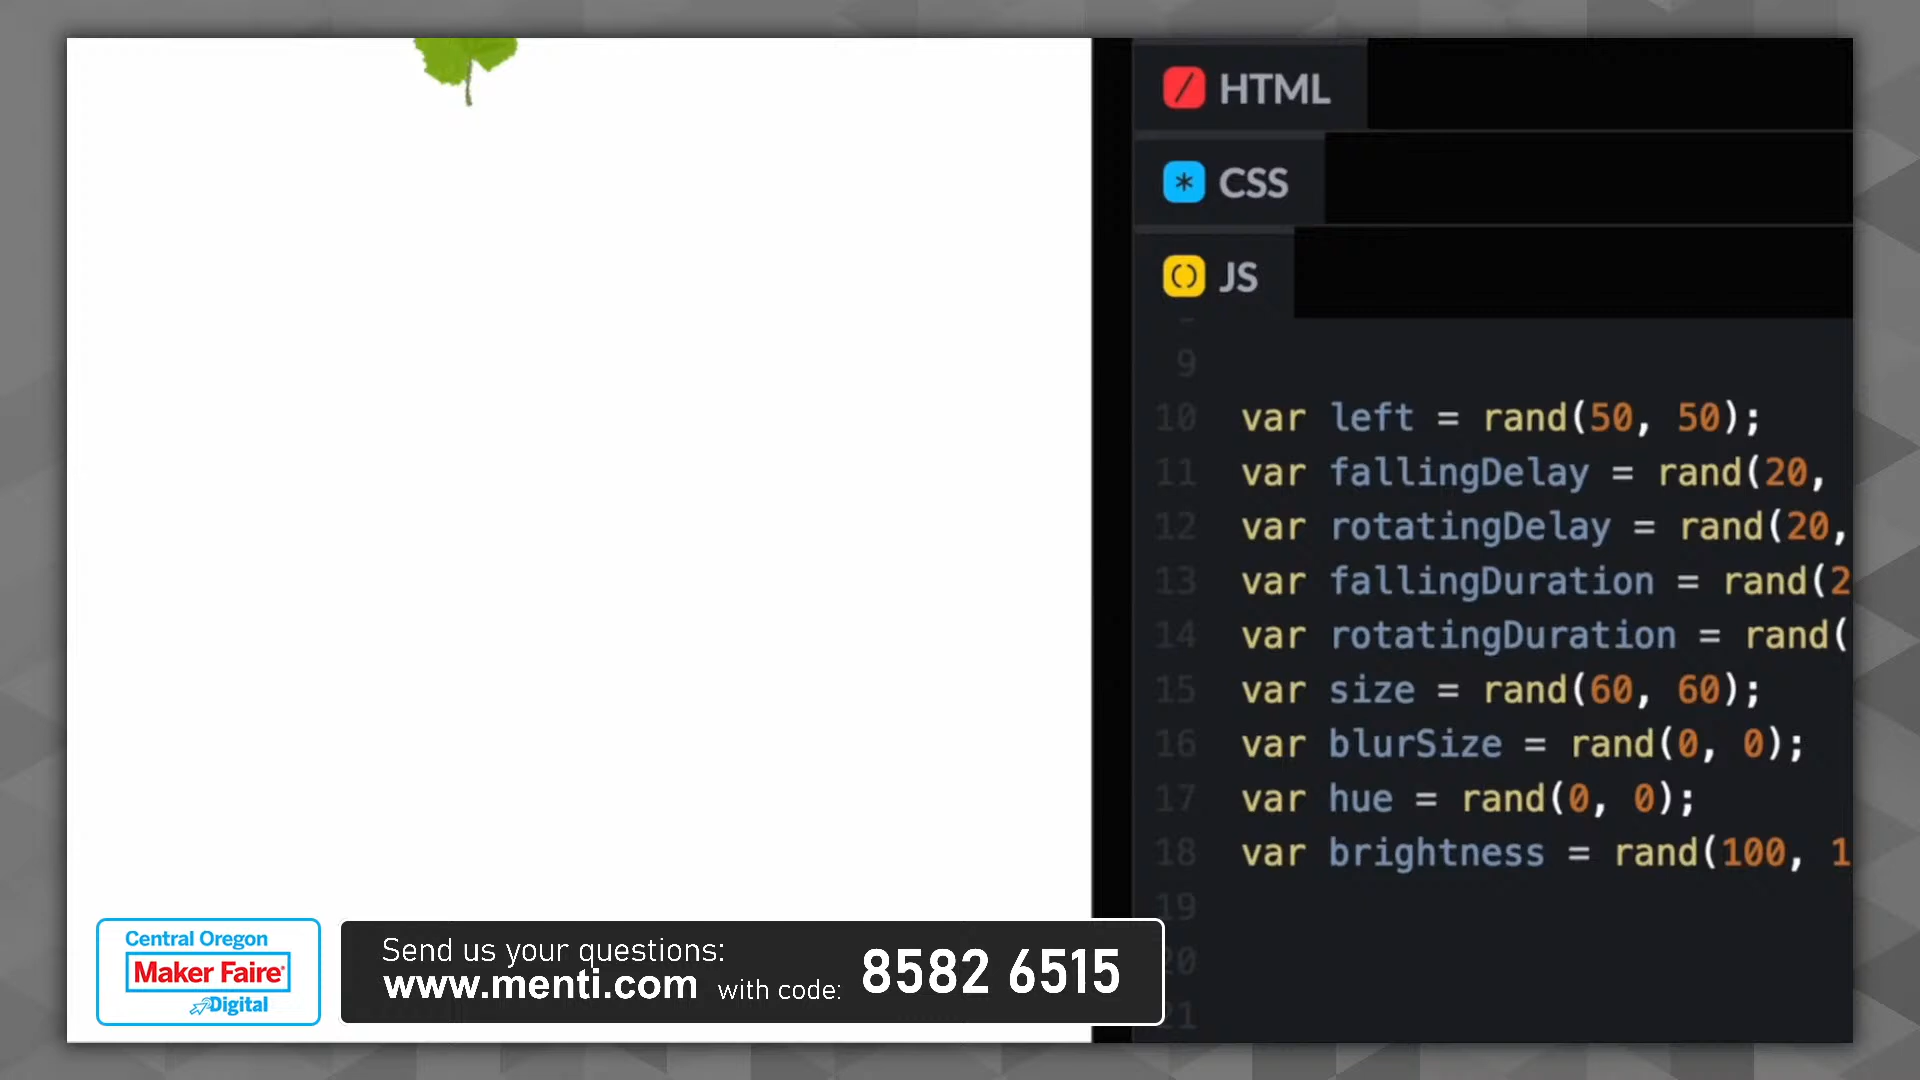 HTML
CSS
JS
9
10 var left = rand(50, 50);
11 var fallingDelay = rand(20,
12 var rotatingDelay = rand(20,
13 var fallingDuration = rand(2
14 var rotatingDuration = rand(
15 var size = rand(60, 60);
16 var blurSize = rand(0, 0);
17 var hue = rand(0, 0);
18 var brightness = rand(100, 1
19
20
21
Central Oregon
Maker Faire
Digital
Send us your questions:
www.menti.com with code: 8582 6515